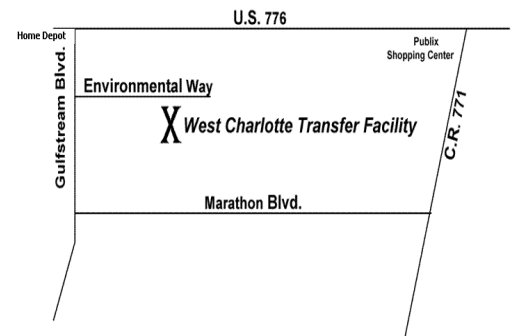 U.S. 776
Home Depot
Publix
Shopping Center
Gulfstream Blvd.
Environmental Way
X West Charlotte Transfer Facility
C.R. 771
Marathon Blvd.